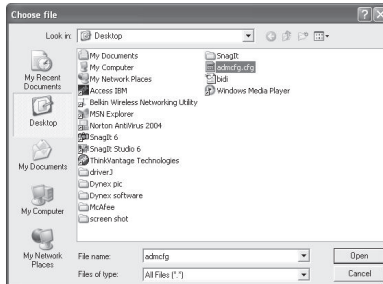 Choose file
Look in: Desktop
My Recent Documents
Desktop
My Documents
My Computer
My Network Places
My Documents
My Computer
My Network Places
Access IBM
Belkin Wireless Networking Utility
MSN Explorer
Norton AntiVirus 2004
SnagIt 6
SnagIt Studio 6
ThinkVantage Technologies
driverJ
Dynex pic
Dynex software
McAfee
screen shot
SnagIt
admcfg.cfg
bidi
Windows Media Player
File name: admcfg Open
Files of type: All Files (*.*) Cancel